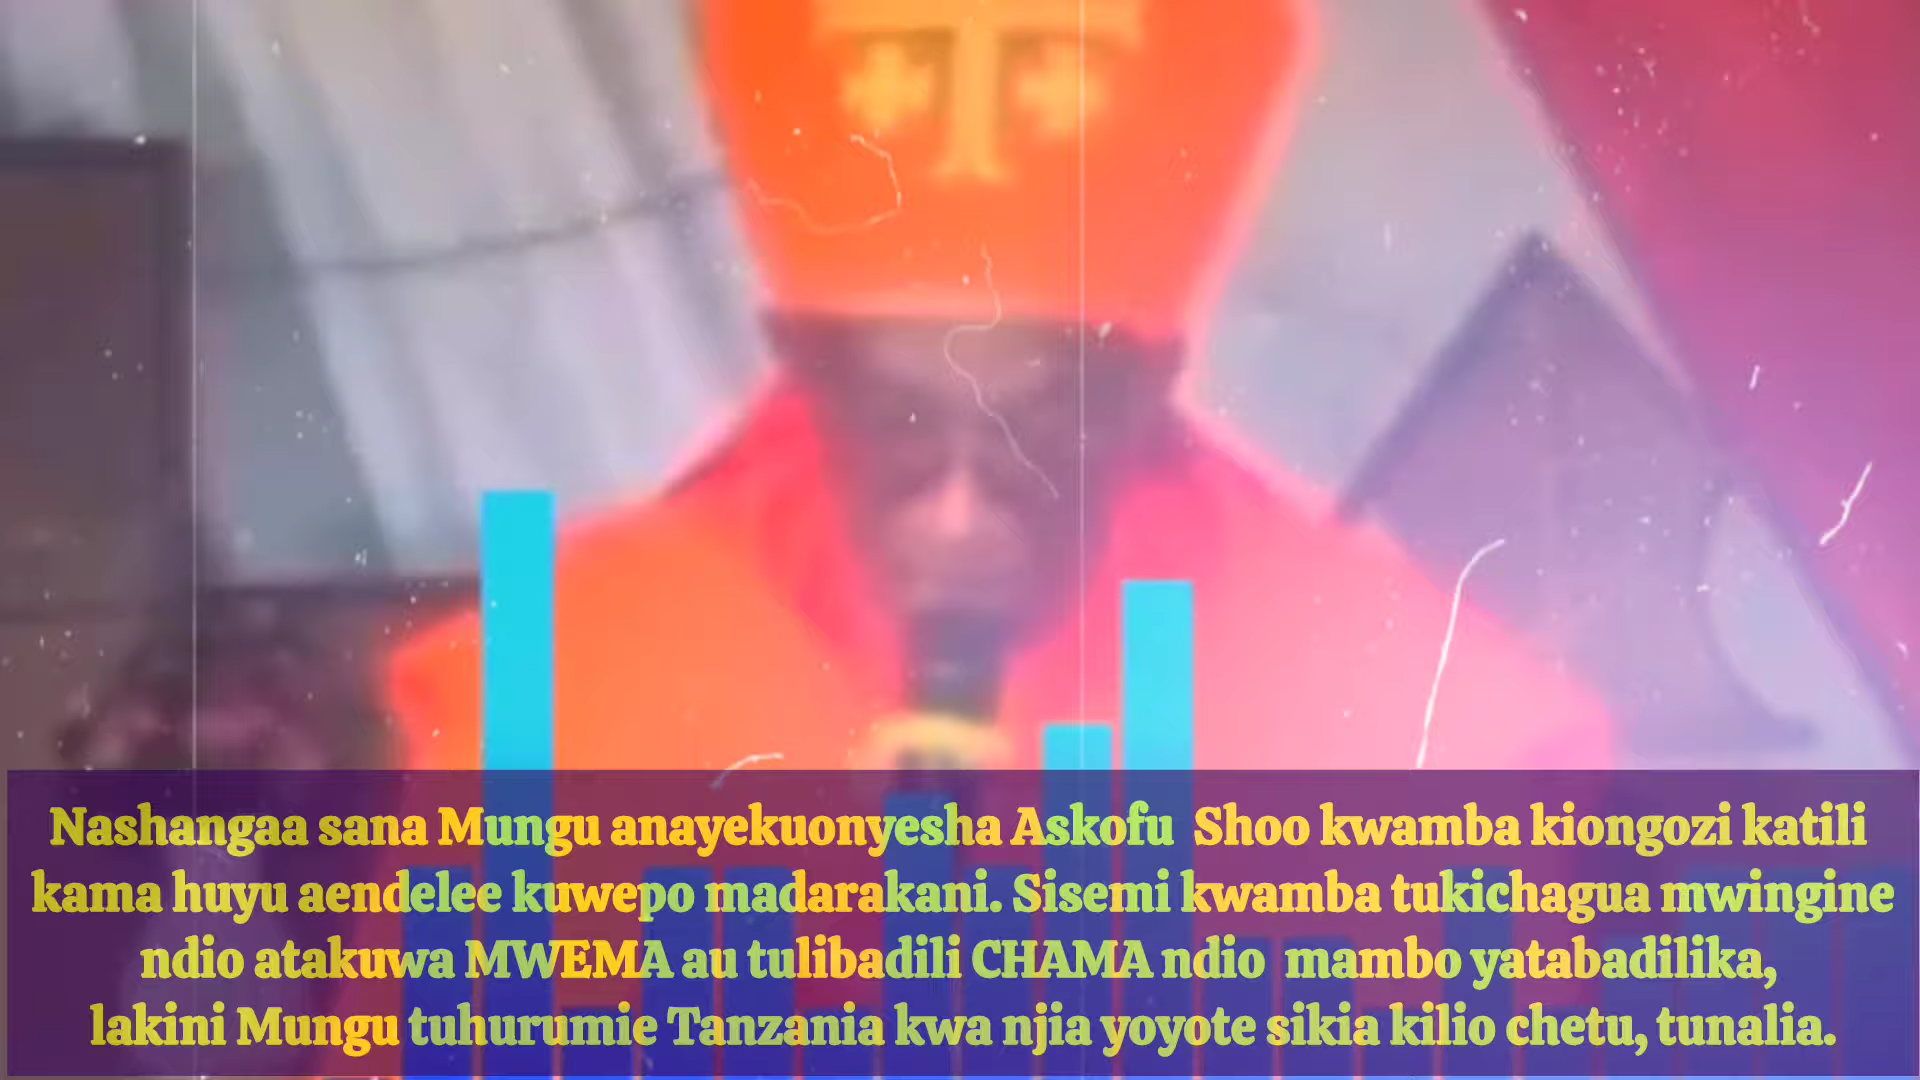 Nashangaa sana Mungu anayekuonyesha Askofu Shoo kwamba kiongozi katili
kama huyu aendelee kuwepo madarakani. Sisemi kwamba tukichagua mwingine
ndio atakuwa MWEMA au tulibadili CHAMA ndio mambo yatabadilika,
lakini Mungu tuhurumie Tanzania kwa njia yoyote sikia kilio chetu, tunalia.